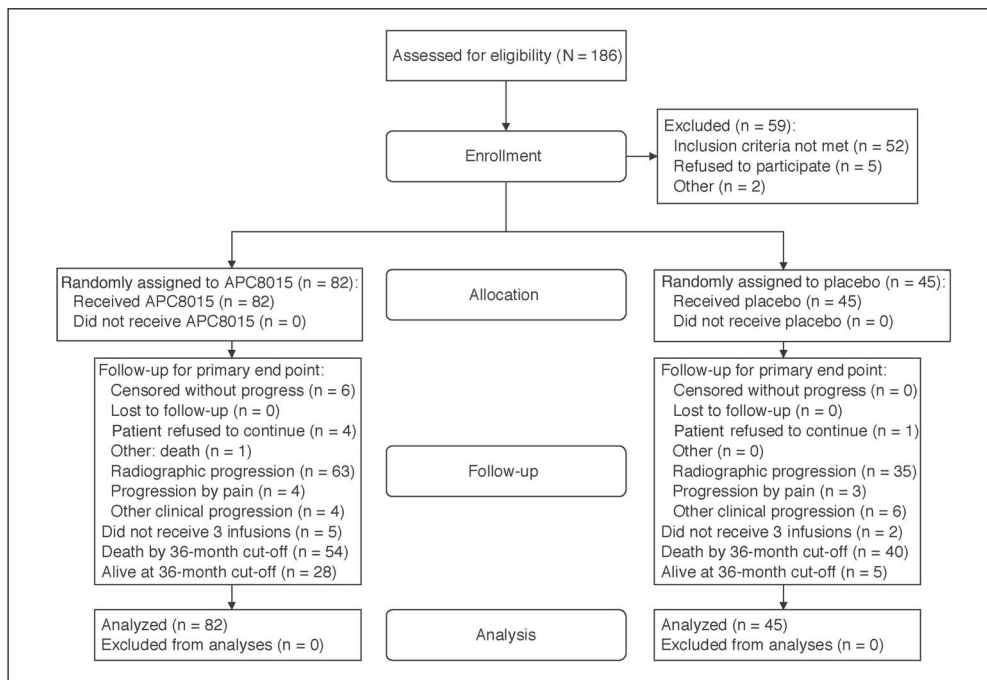 Assessed for eligibility (N = 186)
Enrollment
Excluded (n = 59):
Inclusion criteria not met (n = 52)
Refused to participate (n = 5)
Other (n = 2)
Randomly assigned to APC8015 (n = 82):
Received APC8015 (n = 82)
Did not receive APC8015 (n = 0)
Allocation
Randomly assigned to placebo (n = 45):
Received placebo (n = 45)
Did not receive placebo (n = 0)
Follow-up for primary end point:
Censored without progress (n = 6)
Lost to follow-up (n = 0)
Patient refused to continue (n = 4)
Other: death (n = 1)
Radiographic progression (n = 63)
Progression by pain (n = 4)
Other clinical progression (n = 4)
Did not receive 3 infusions (n = 5)
Death by 36-month cut-off (n = 54)
Alive at 36-month cut-off (n = 28)
Follow-up
Follow-up for primary end point:
Censored without progress (n = 0)
Lost to follow-up (n = 0)
Patient refused to continue (n = 1)
Other (n = 0)
Radiographic progression (n = 35)
Progression by pain (n = 3)
Other clinical progression (n = 6)
Did not receive 3 infusions (n = 2)
Death by 36-month cut-off (n = 40)
Alive at 36-month cut-off (n = 5)
Analyzed (n = 82)
Excluded from analyses (n = 0)
Analysis
Analyzed (n = 45)
Excluded from analyses (n = 0)